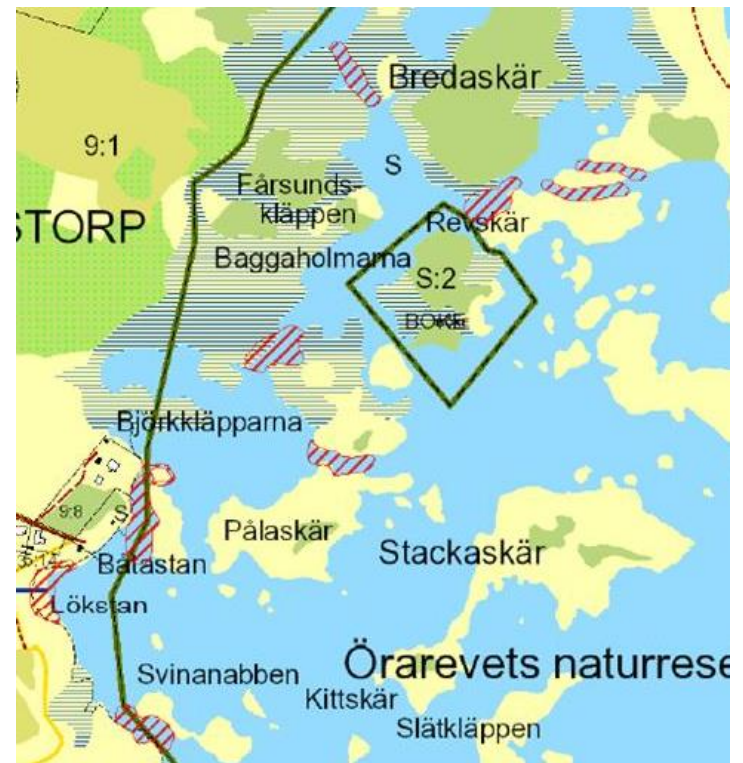 Bredaskär
9:1
S
Fårsunds-
kläppen
STORP
Revskär
Baggaholmarna
S:2
Björkkläpparna
9:8
S
Pålaskär
Stackaskär
Båtastan
Lökstan
Svinanabben
Örarevets naturrese
Kittskär
Slätkläppen